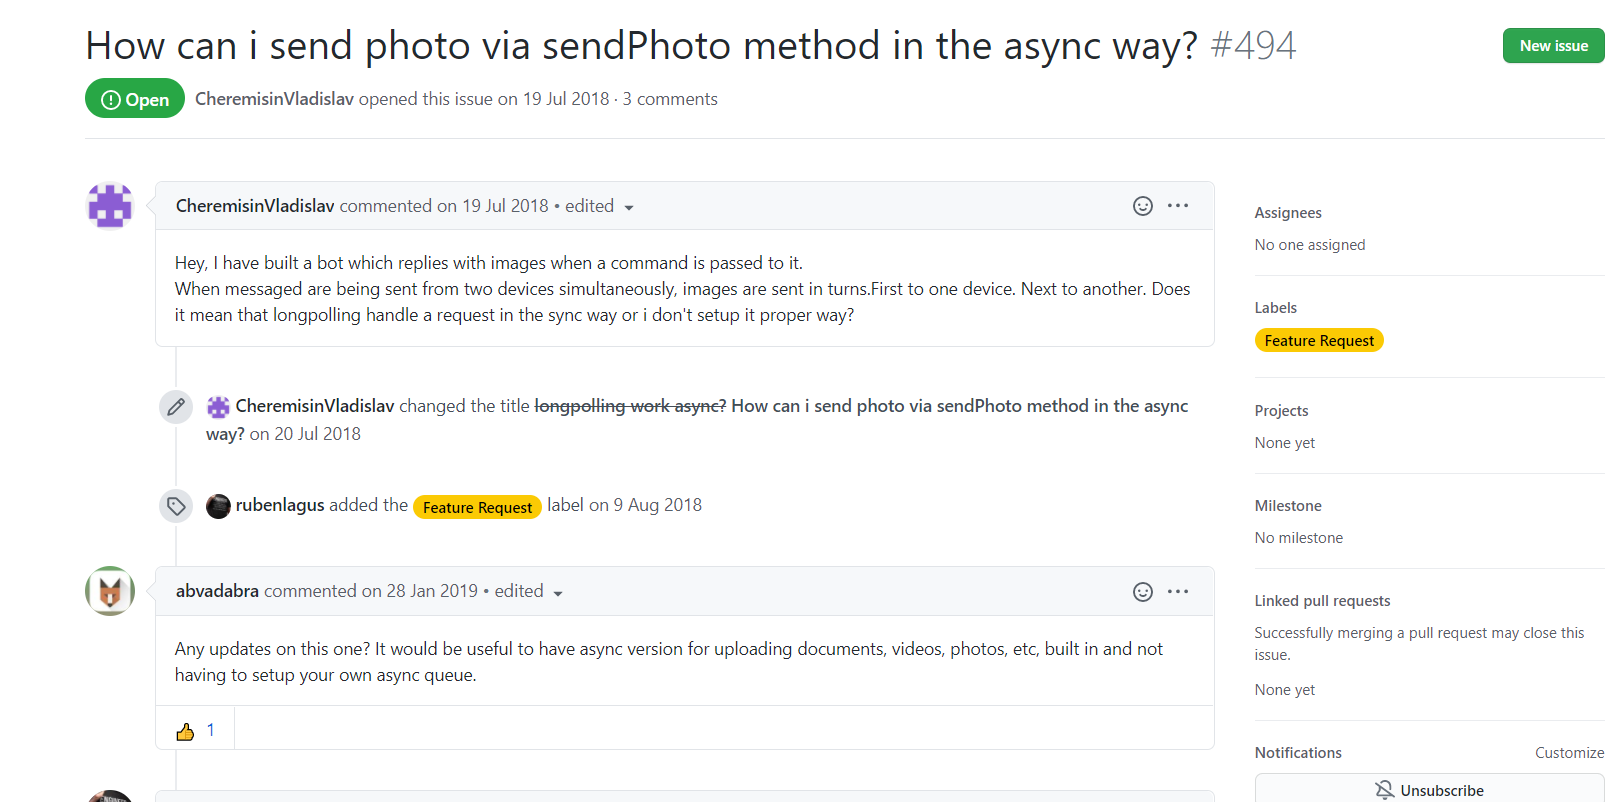 How can i send photo via sendPhoto method in the async way? #494
New issue
Open
CheremisinVladislav opened this issue on 19 Jul 2018 · 3 comments
CheremisinVladislav commented on 19 Jul 2018 • edited
Hey, I have built a bot which replies with images when a command is passed to it.
When messaged are being sent from two devices simultaneously, images are sent in turns.First to one device. Next to another. Does
it mean that longpolling handle a request in the sync way or i don't setup it proper way?
CheremisinVladislav changed the title longpolling work async? How can i send photo via sendPhoto method in the async
way? on 20 Jul 2018
rubenlagus added the Feature Request label on 9 Aug 2018
abvadabra commented on 28 Jan 2019 • edited
Any updates on this one? It would be useful to have async version for uploading documents, videos, photos, etc, built in and not
having to setup your own async queue.
1
Assignees
No one assigned
Labels
Feature Request
Projects
None yet
Milestone
No milestone
Linked pull requests
Successfully merging a pull request may close this
issue.
None yet
Notifications
Customize
Unsubscribe